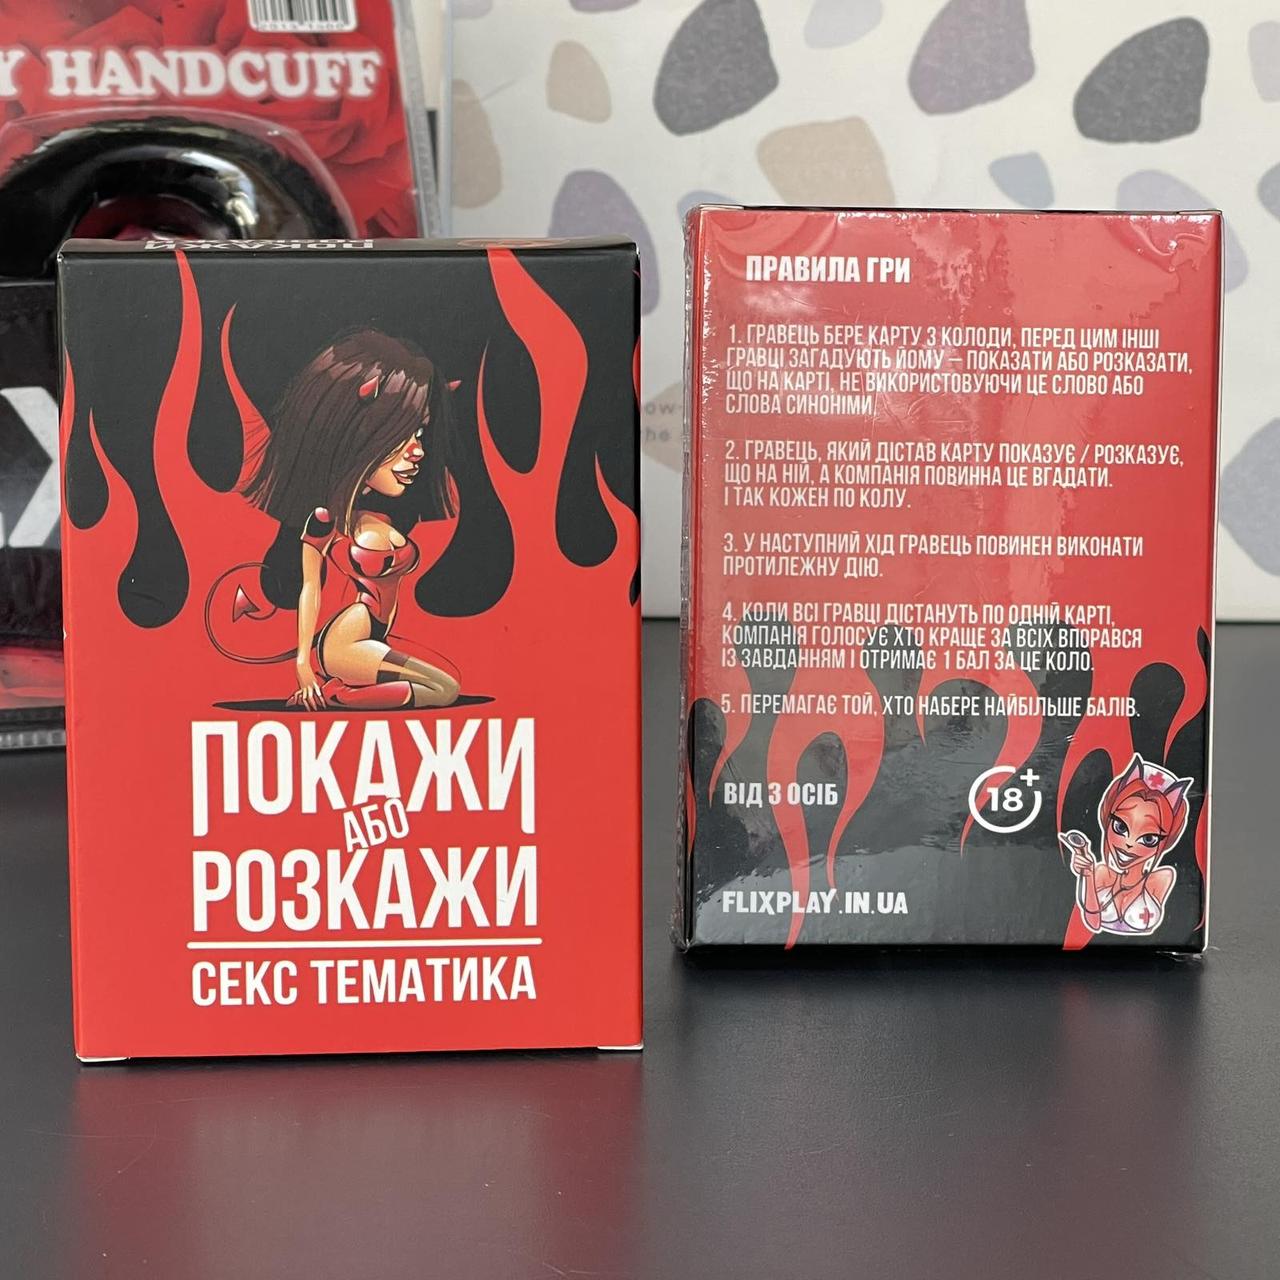 Y HANDCUFF
ПОКАЖИ
АБО
РОЗКАЖИ
СЕКС ТЕМАТИКА
ПРАВИЛА ГРИ
1. ГРАВЕЦЬ БЕРЕ КАРТУ З КОЛОДИ, ПЕРЕД ЦИМ ІНШІ
ГРАВЦІ ЗАГАДУЮТЬ ЙОМУ – ПОКАЗАТИ АБО РОЗКАЗАТИ,
ЩО НА КАРТІ, НЕ ВИКОРИСТОВУЮЧИ ЦЕ СЛОВО АБО
СЛОВА СИНОНІМИ.
2. ГРАВЕЦЬ, ЯКИЙ ДІСТАВ КАРТУ ПОКАЗУЄ / РОЗКАЗУЄ,
ЩО НА НІЙ, А КОМПАНІЯ ПОВИННА ЦЕ ВГАДАТИ.
І ТАК КОЖЕН ПО КОЛУ.
3. У НАСТУПНИЙ ХІД ГРАВЕЦЬ ПОВИНЕН ВИКОНАТИ
ПРОТИЛЕЖНУ ДІЮ.
4. КОЛИ ВСІ ГРАВЦІ ДІСТАНУТЬ ПО ОДНІЙ КАРТІ,
КОМПАНІЯ ГОЛОСУЄ ХТО КРАЩЕ ЗА ВСІХ ВПОРАВСЯ
ІЗ ЗАВДАННЯМ І ОТРИМАЄ 1 БАЛ ЗА ЦЕ КОЛО.
5. ПЕРЕМАГАЄ ТОЙ, ХТО НАБЕРЕ НАЙБІЛЬШЕ БАЛІВ.
ВІД 3 ОСІБ
18+
FLIXPLAY.IN.UA